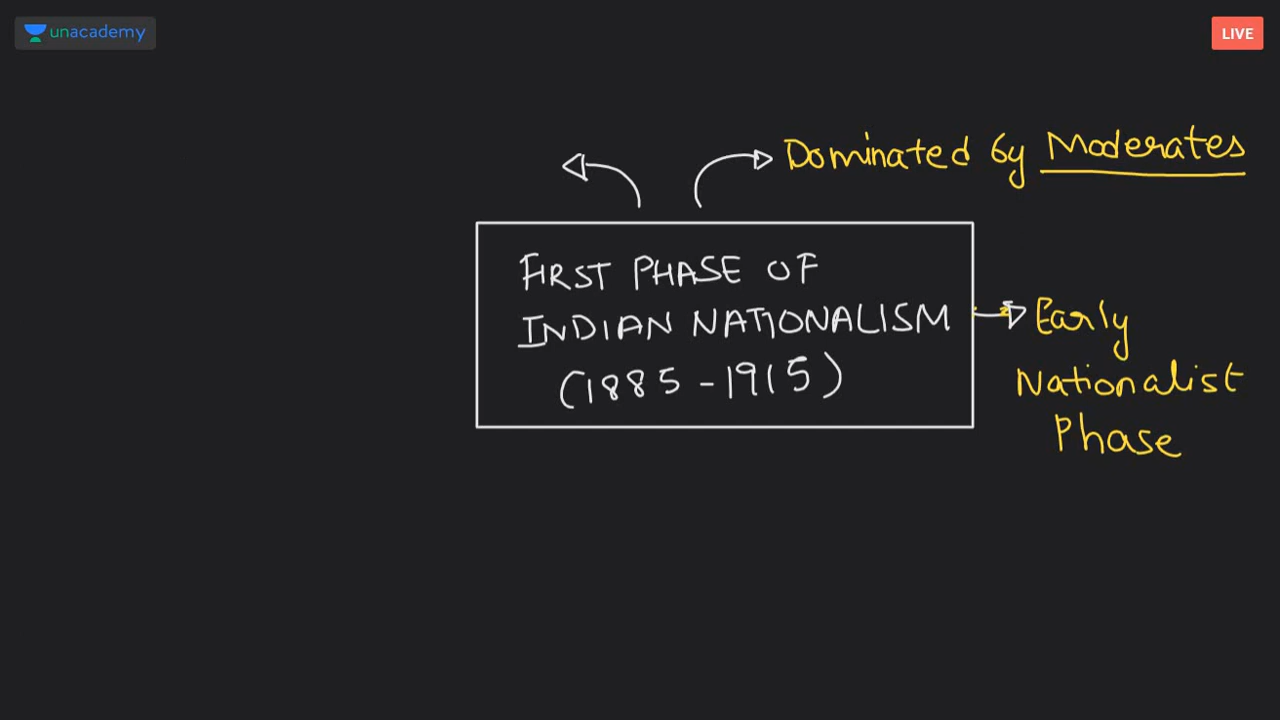 unacademy
LIVE
Dominated by Moderates
FIRST PHASE OF
INDIAN NATIONALISM
(1885-1915)
Early
Nationalist
Phase